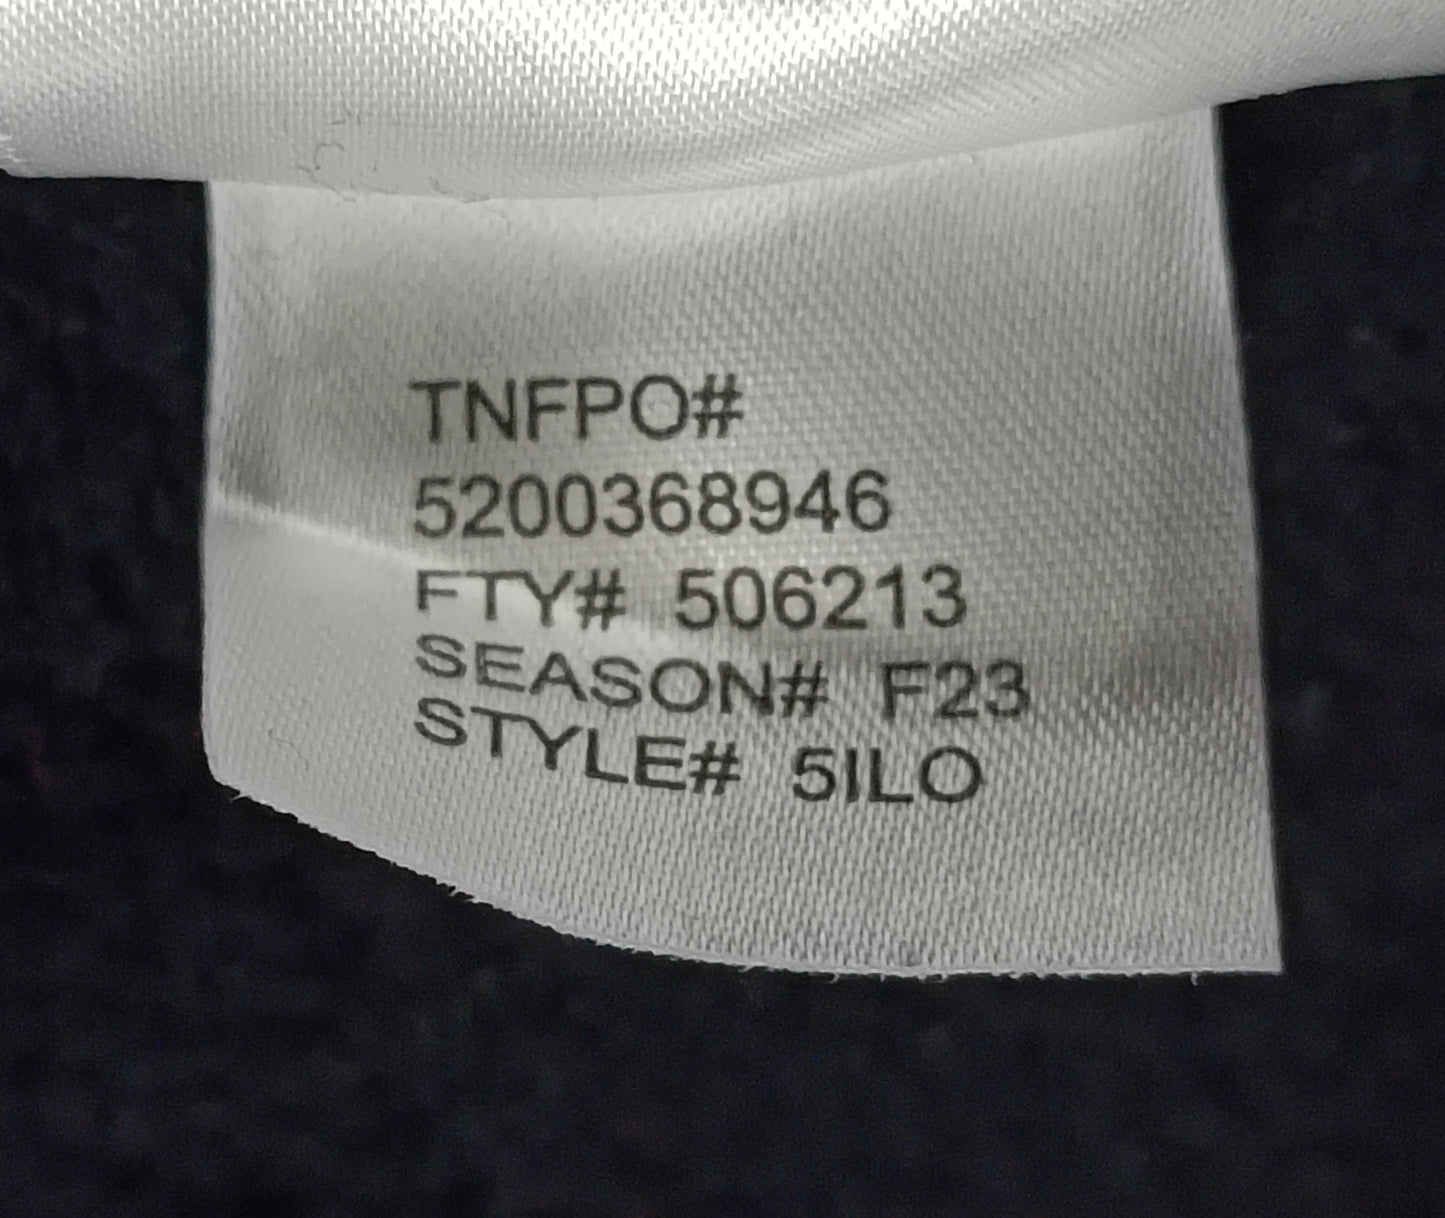 TNFPO#
5200368946
FTY# 506213
SEASON# F23
STYLE# 5ILO